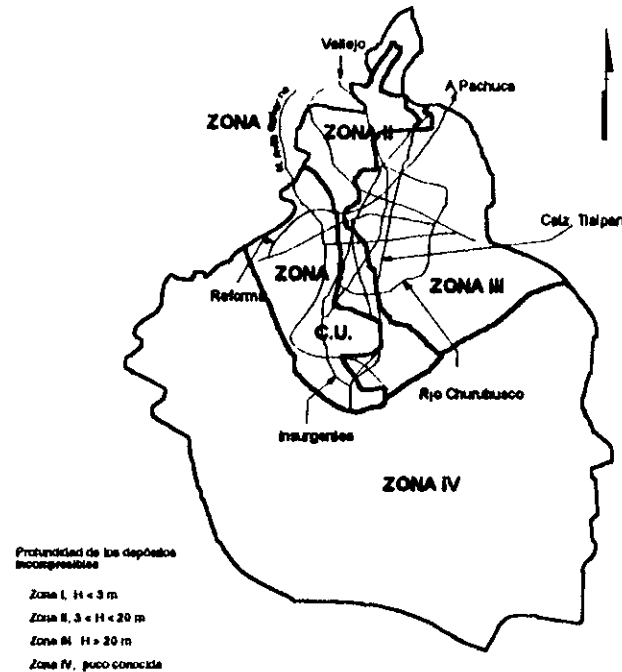 Vallejo
A Pachuca
ZONA
ZONA II
Calz. Tlalpan
ZONA
Reforma
ZONA III
C.U.
Río Churubusco
Insurgentes
ZONA IV
Profundidad de los depósitos
incompresibles
Zona I, H < 3 m
Zona II, 3 < H < 20 m
Zona III H > 20 m
Zona IV, poco conocida